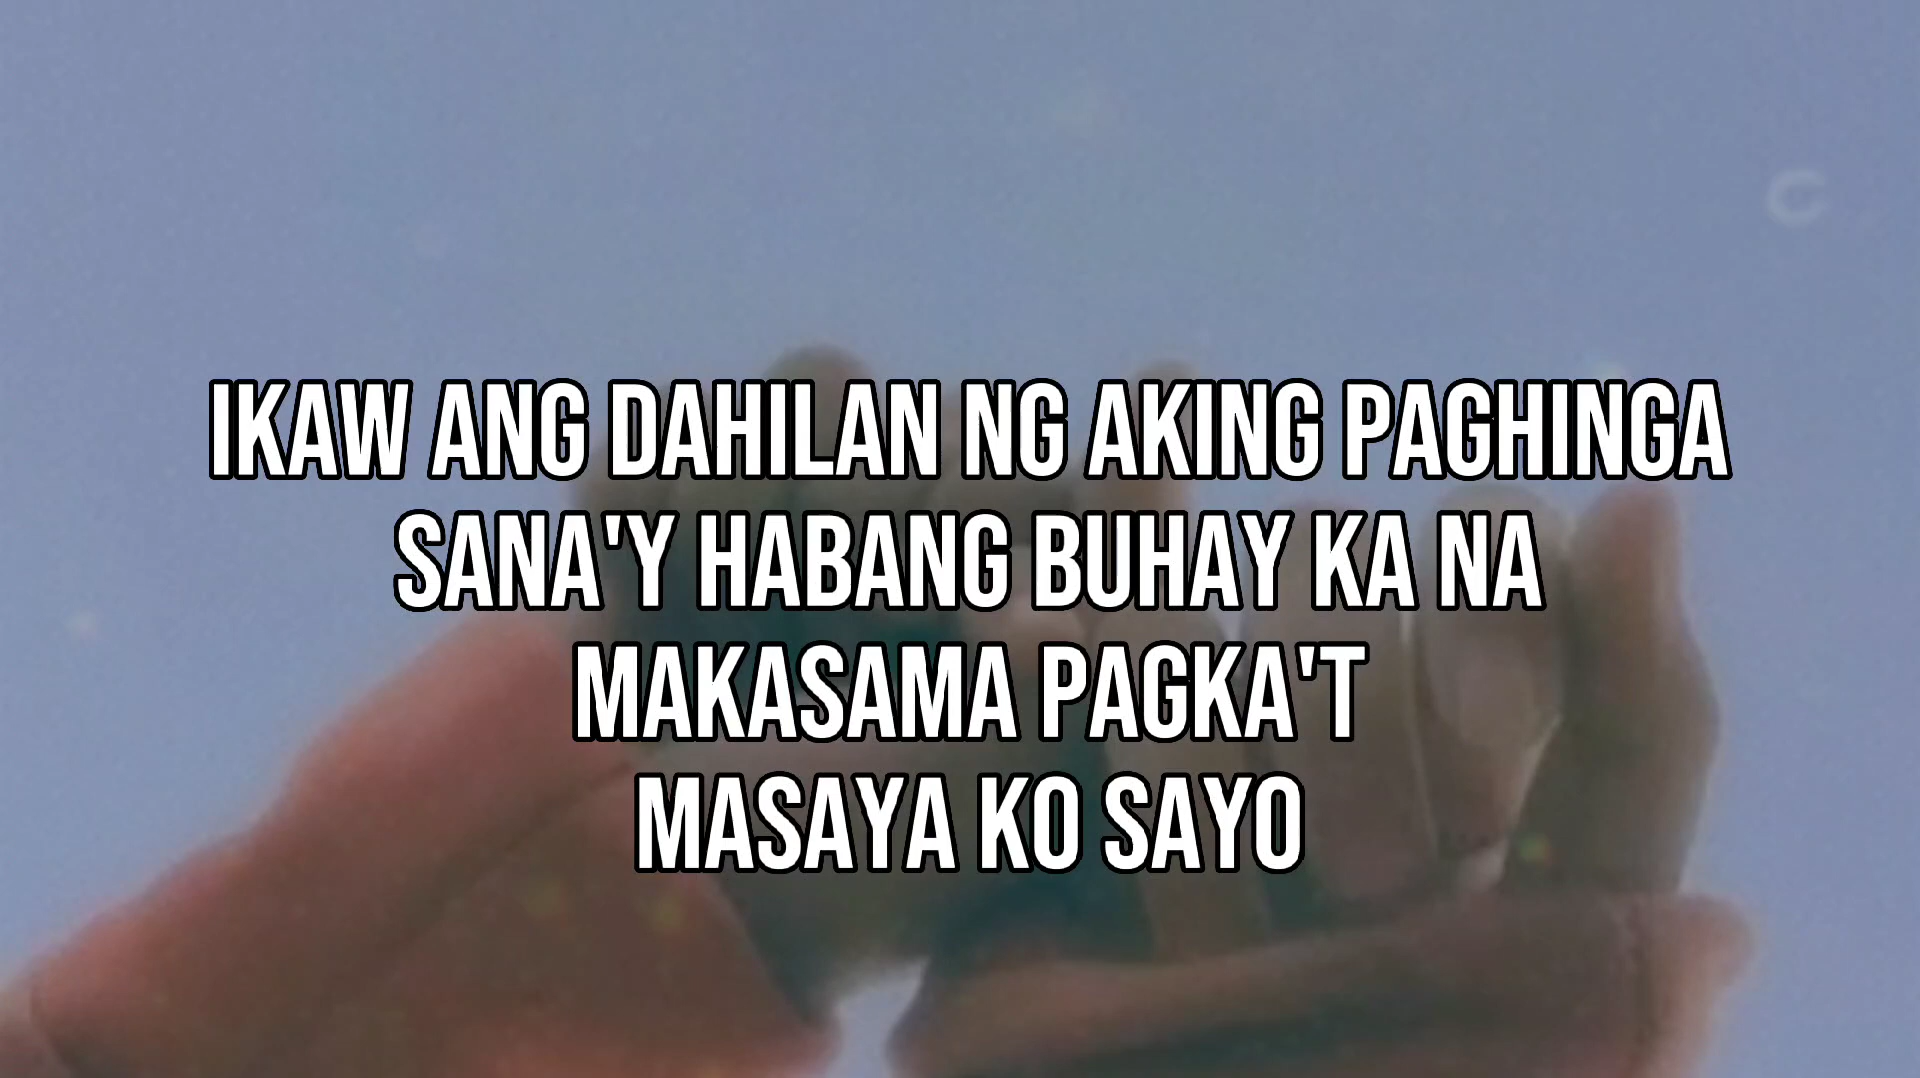 IKAW ANG DAHILAN NG AKING PAGHINGA
SANA'Y HABANG BUHAY KA NA
MAKASAMA PAGKA'T
MASAYA KO SAYO